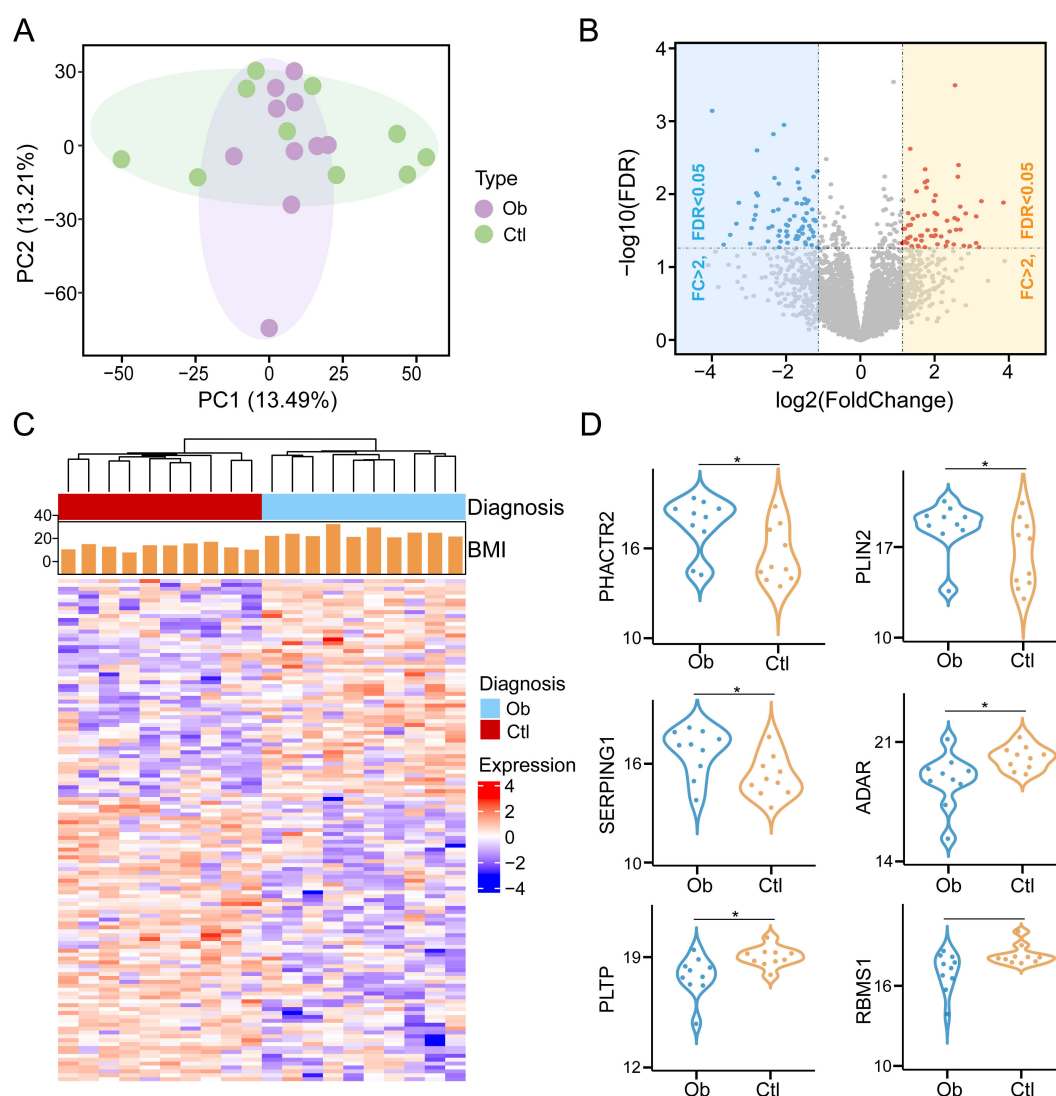 A
30
0
−30
−60
PC2 (13.21%)
−50
−25
0
25
50
PC1 (13.49%)
Type
Ob
Ctl
B
4
3
2
1
0
−log10(FDR)
FC>2, FDR<0.05
FC>2, FDR<0.05
−4
−2
0
2
4
log2(FoldChange)
C
Diagnosis
40
20
0
BMI
Diagnosis
Ob
Ctl
Expression
4
2
0
−2
−4
D
*
PHACTR2
16
10
Ob
Ctl
*
PLIN2
17
10
Ob
Ctl
*
SERPING1
16
10
Ob
Ctl
*
ADAR
21
14
Ob
Ctl
*
PLTP
19
12
Ob
Ctl
RBMS1
16
10
Ob
Ctl